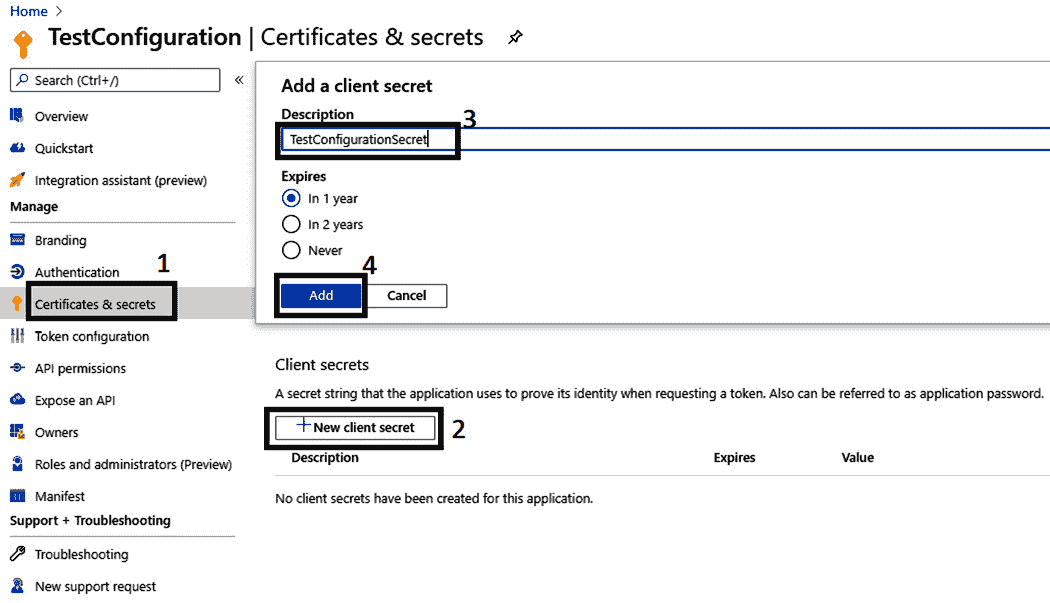 Home >
TestConfiguration | Certificates & secrets
Search (Ctrl+/)
«
Overview
Quickstart
Integration assistant (preview)
Manage
Branding
Authentication
1
Certificates & secrets
Token configuration
API permissions
Expose an API
Owners
Roles and administrators (Preview)
Manifest
Support + Troubleshooting
Troubleshooting
New support request
Add a client secret
Description
3
TestConfigurationSecret
Expires
In 1 year
In 2 years
Never
4
Add Cancel
Client secrets
A secret string that the application uses to prove its identity when requesting a token. Also can be referred to as application password.
+ New client secret 2
Description Expires Value
No client secrets have been created for this application.